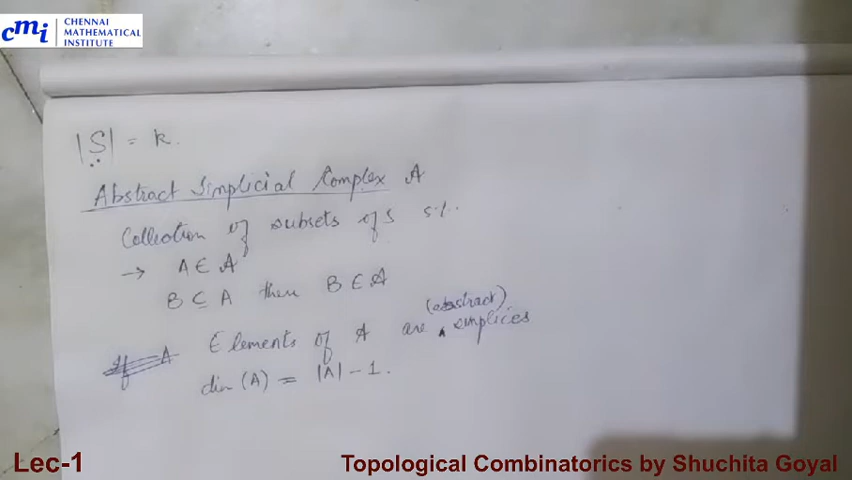 cmi
CHENNAI
MATHEMATICAL
INSTITUTE
|S| = k.
Abstract Simplicial Complex A
Collection of subsets of S s.t.
→ A ∈ A
B ⊆ A then B ∈ A
(abstract)
Elements of A are simplices
dim (A) = |A| - 1.
Lec-1
Topological Combinatorics by Shuchita Goyal